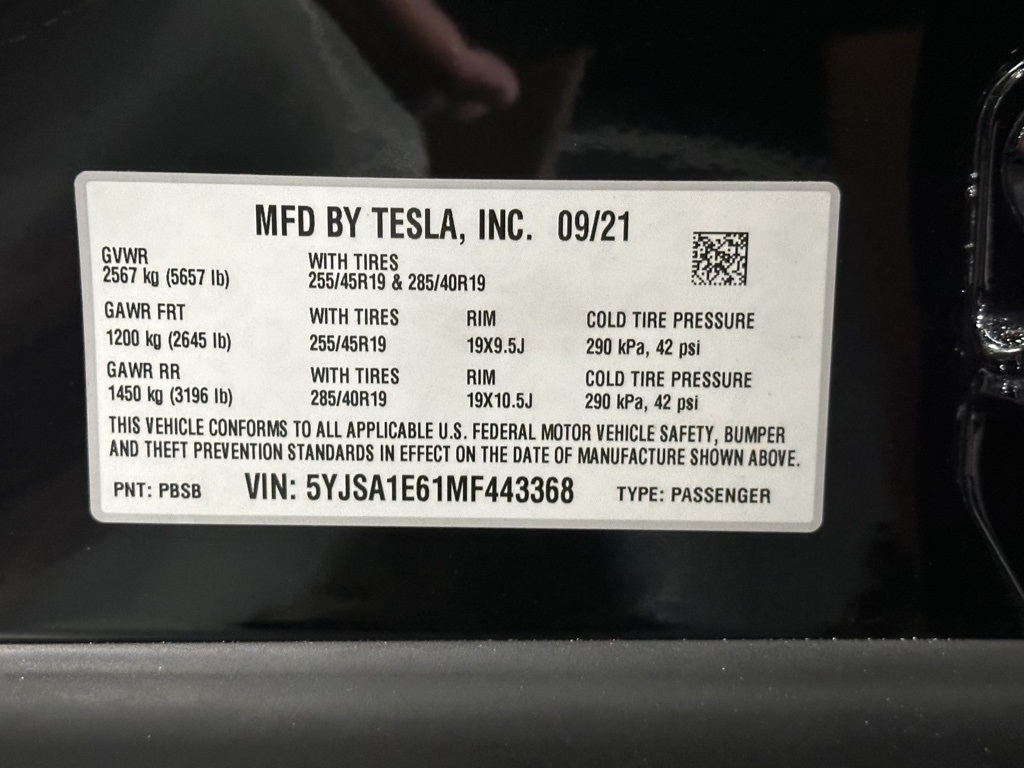 MFD BY TESLA, INC. 09/21
GVWR WITH TIRES
2567 kg (5657 lb) 255/45R19 & 285/40R19
GAWR FRT WITH TIRES RIM COLD TIRE PRESSURE
1200 kg (2645 lb) 255/45R19 19X9.5J 290 kPa, 42 psi
GAWR RR WITH TIRES RIM COLD TIRE PRESSURE
1450 kg (3196 lb) 285/40R19 19X10.5J 290 kPa, 42 psi
THIS VEHICLE CONFORMS TO ALL APPLICABLE U.S. FEDERAL MOTOR VEHICLE SAFETY, BUMPER
AND THEFT PREVENTION STANDARDS IN EFFECT ON THE DATE OF MANUFACTURE SHOWN ABOVE.
PNT: PBSB VIN: 5YJSA1E61MF443368 TYPE: PASSENGER